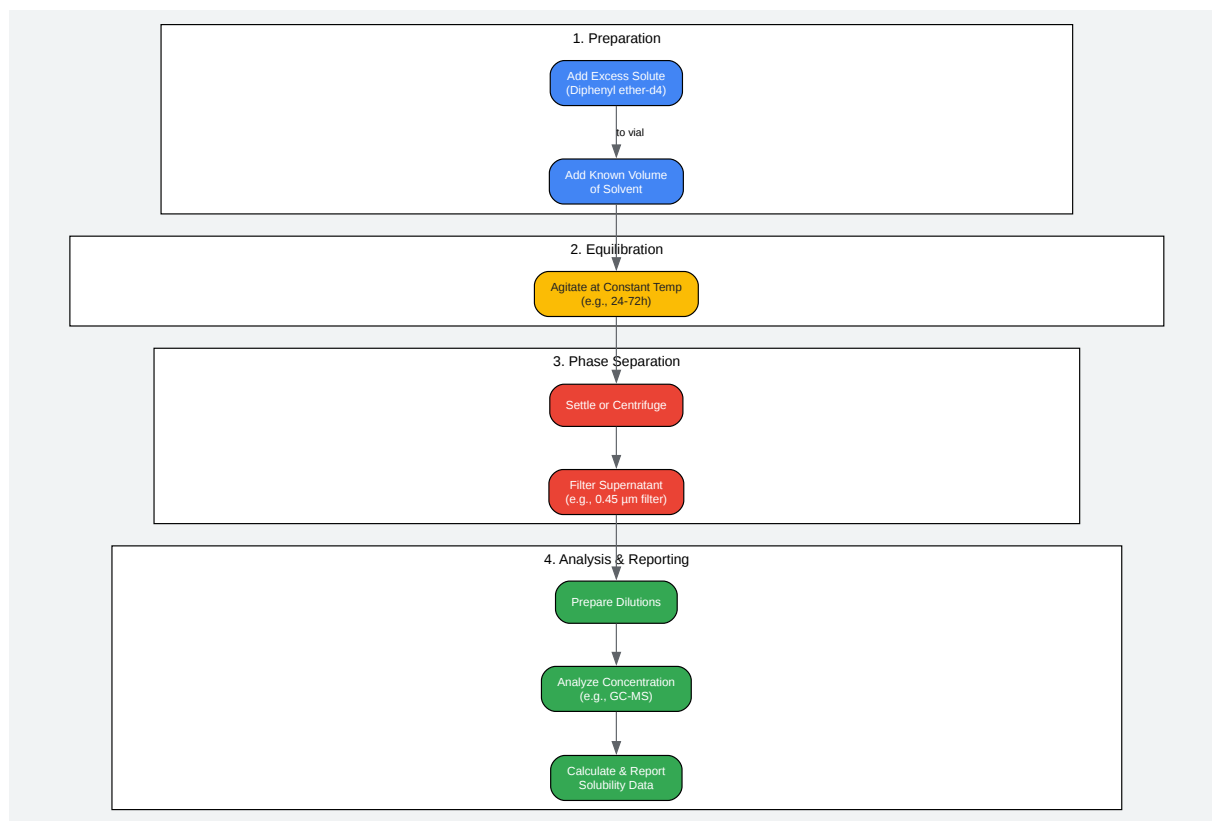 1. Preparation
Add Excess Solute
(Diphenyl ether-d4)
to vial
Add Known Volume
of Solvent
2. Equilibration
Agitate at Constant Temp
(e.g., 24-72h)
3. Phase Separation
Settle or Centrifuge
Filter Supernatant
(e.g., 0.45 µm filter)
4. Analysis & Reporting
Prepare Dilutions
Analyze Concentration
(e.g., GC-MS)
Calculate & Report
Solubility Data